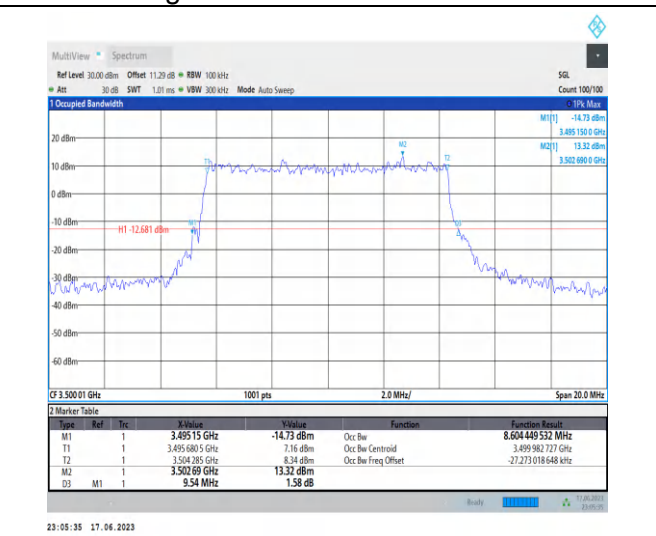 MultiView Spectrum
Ref Level 30.00 dBm Offset 11.29 dB RBW 100 kHz SGL
Att 30 dB SWT 1.01 ms VBW 300 kHz Mode Auto Sweep Count 100/100
1 Occupied Bandwidth 1Pk Max
M1[1] -14.73 dBm
3.495 150 0 GHz
M2[1] 13.32 dBm
3.502 690 0 GHz
20 dBm
M2
T1
T2
10 dBm
0 dBm
-10 dBm
M1
H1 -12.681 dBm
-20 dBm
-30 dBm
-40 dBm
-50 dBm
-60 dBm
CF 3.500 01 GHz 1001 pts 2.0 MHz/ Span 20.0 MHz
2 Marker Table
Type Ref Trc X-Value Y-Value Function Function Result
M1 1 3.495 15 GHz -14.73 dBm Occ Bw 8.604 449 532 MHz
T1 1 3.495 680 5 GHz 7.16 dBm Occ Bw Centroid 3.499 982 727 GHz
T2 1 3.504 285 GHz 8.34 dBm Occ Bw Freq Offset -27.273 018 648 kHz
M2 1 3.502 69 GHz 13.32 dBm
D3 M1 1 9.54 MHz 1.58 dB
Ready 17.06.2023
23:05:35
23:05:35 17.06.2023